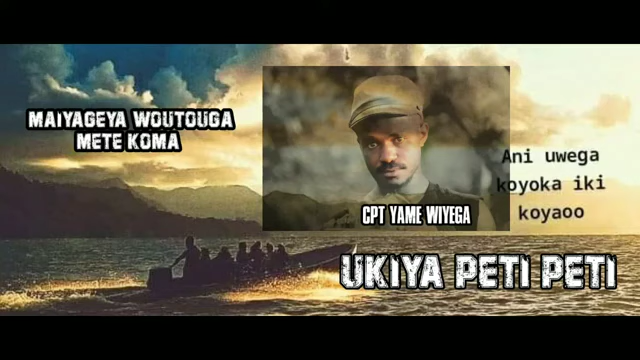 MAIYAGEYA WOUTOUGA
METE KOMA
CPT YAME WIYEGA
Ani uwega
koyoka iki
koyaoo
UKIYA PETI PETI